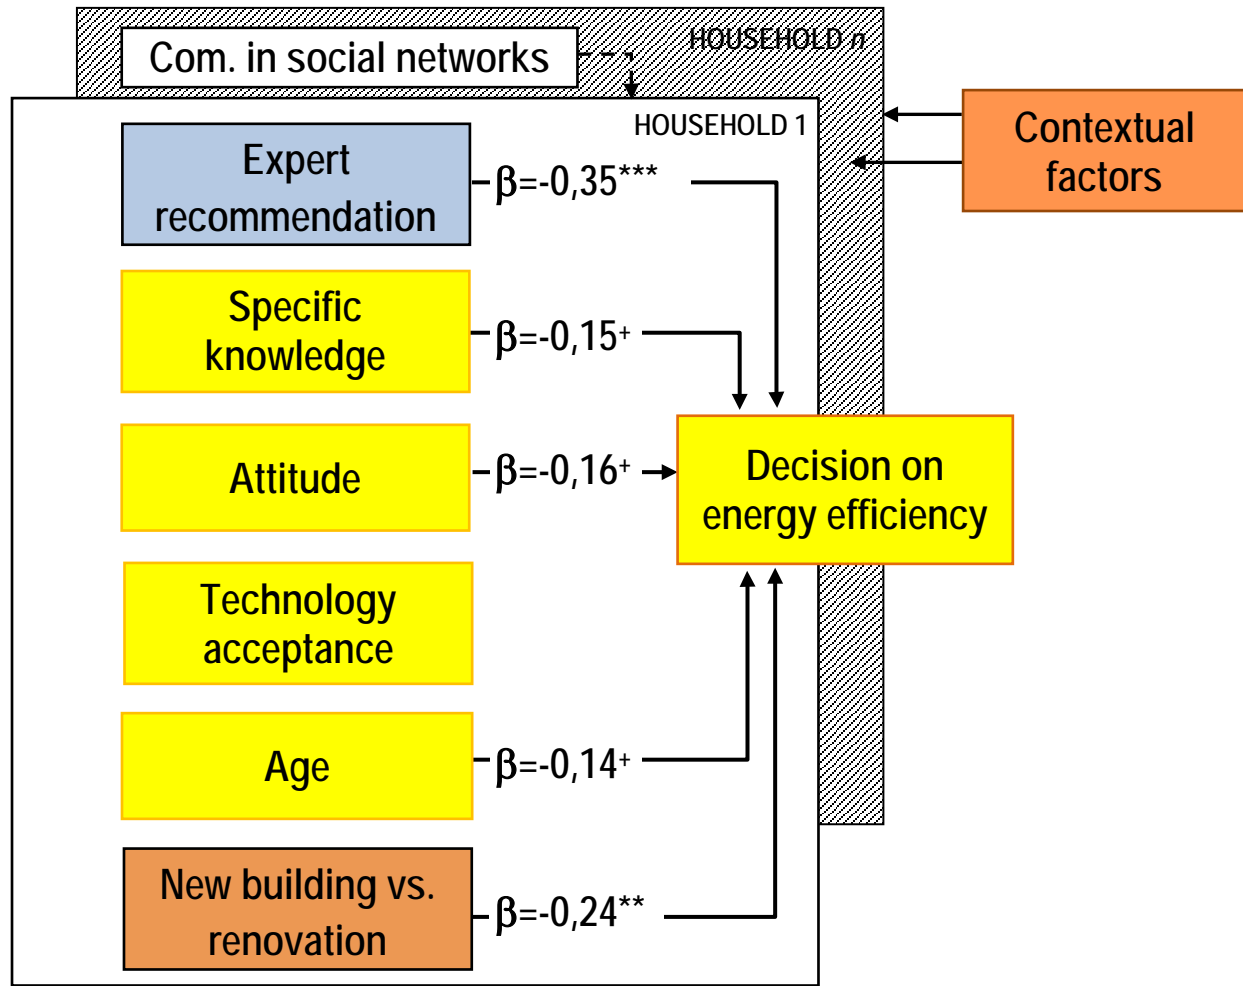 HOUSEHOLD n
Com. in social networks
HOUSEHOLD 1
Contextual
factors
Expert
recommendation
β=-0,35***
Specific
knowledge
β=-0,15+
Attitude
β=-0,16+
Decision on
energy efficiency
Technology
acceptance
Age
β=-0,14+
New building vs.
renovation
β=-0,24**